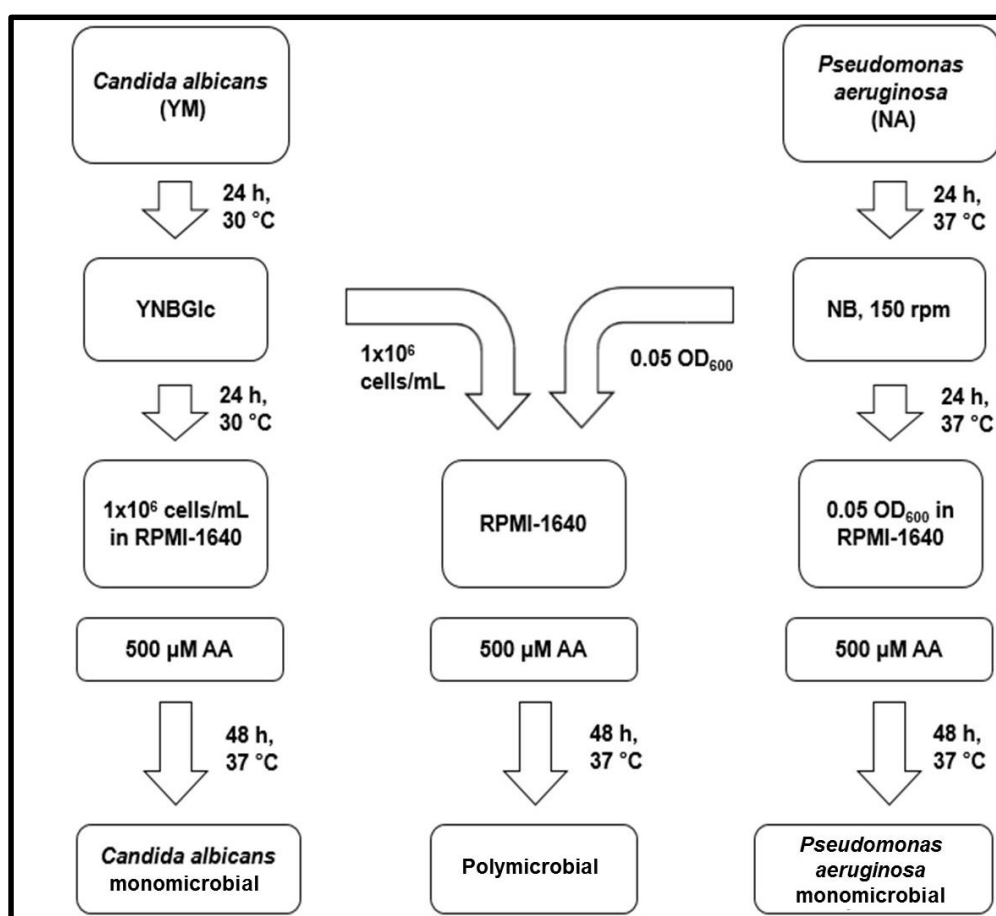 Candida albicans
(YM)
24 h,
30 °C
YNBGlc
24 h,
30 °C
1x10⁶ cells/mL
in RPMI-1640
500 µM AA
48 h,
37 °C
Candida albicans
monomicrobial
1x10⁶
cells/mL
0.05 OD₆₀₀
RPMI-1640
500 µM AA
48 h,
37 °C
Polymicrobial
Pseudomonas
aeruginosa
(NA)
24 h,
37 °C
NB, 150 rpm
24 h,
37 °C
0.05 OD₆₀₀ in
RPMI-1640
500 µM AA
48 h,
37 °C
Pseudomonas
aeruginosa
monomicrobial